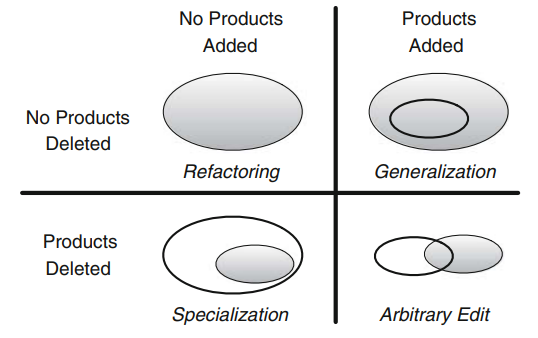 No Products
Added
Products
Added
No Products
Deleted
Refactoring
Generalization
Products
Deleted
Specialization
Arbitrary Edit